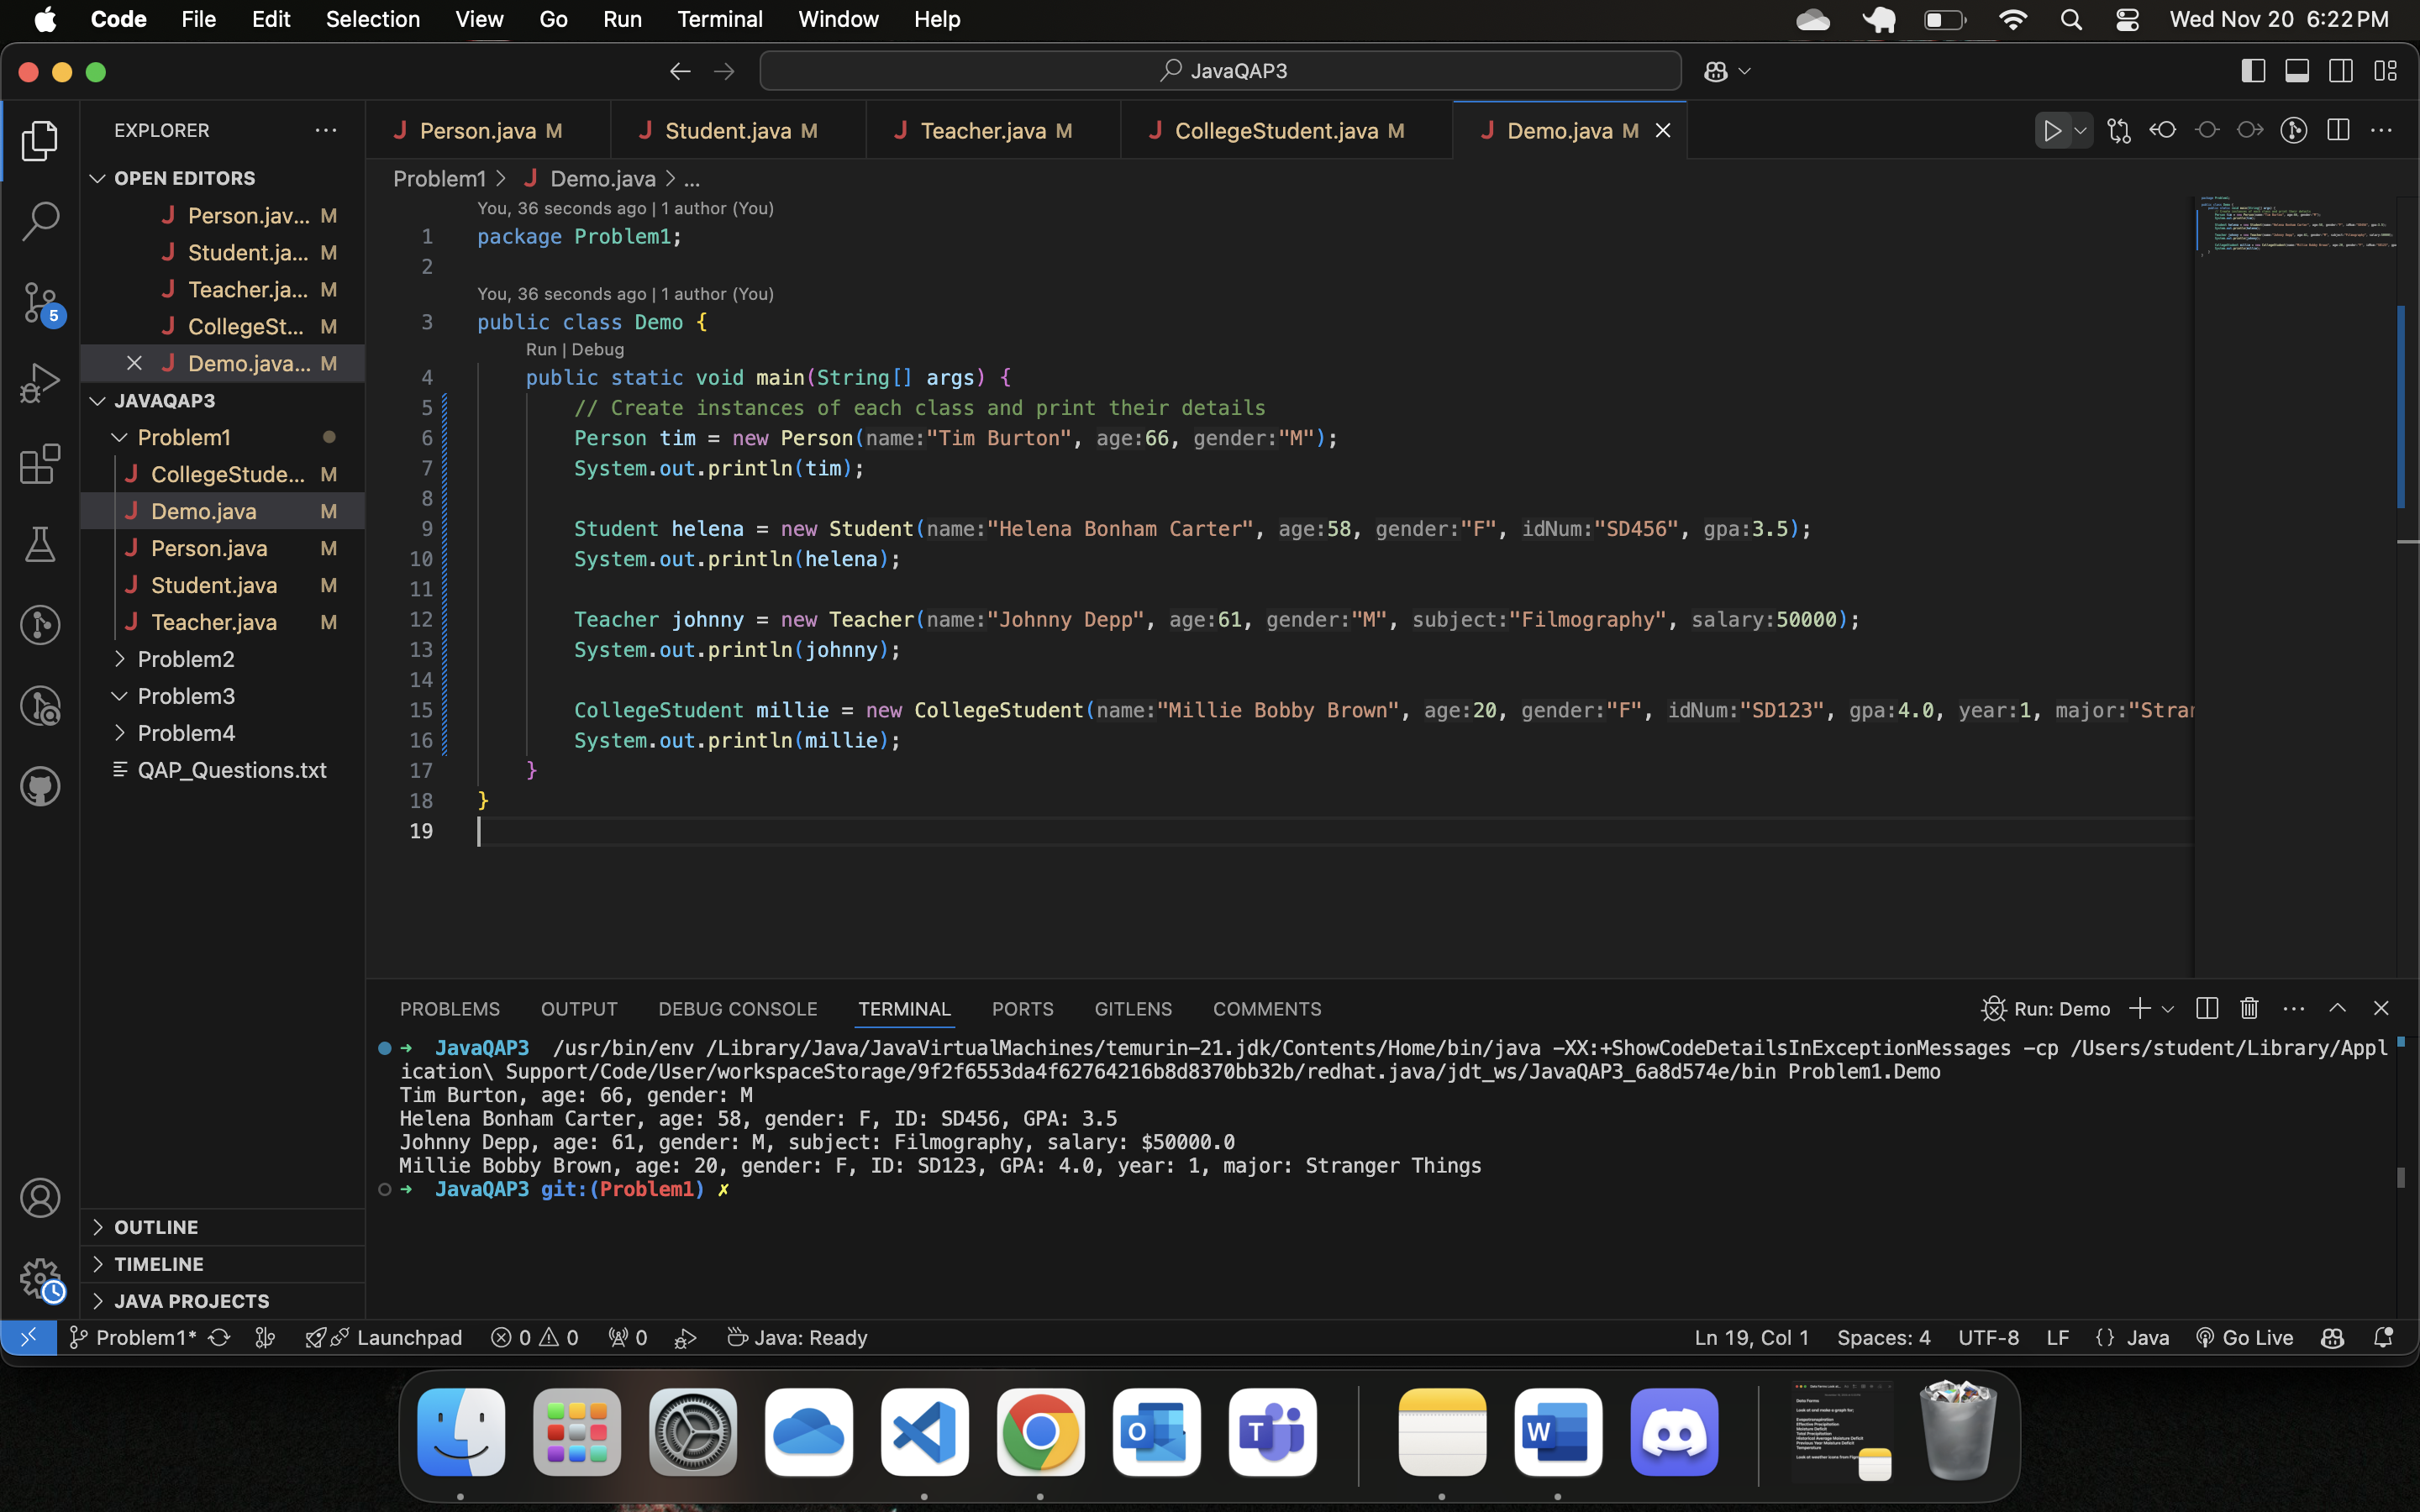 Code File Edit Selection View Go Run Terminal Window Help Wed Nov 20 6:22 PM
JavaQAP3
EXPLORER
OPEN EDITORS
Person.jav... M
Student.ja... M
Teacher.ja... M
CollegeSt... M
Demo.java... M
JAVAQAP3
Problem1
CollegeStude... M
Demo.java M
Person.java M
Student.java M
Teacher.java M
Problem2
Problem3
Problem4
QAP_Questions.txt
OUTLINE
TIMELINE
JAVA PROJECTS
5
Person.java M Student.java M Teacher.java M CollegeStudent.java M Demo.java M
Problem1 > Demo.java > ...
You, 36 seconds ago | 1 author (You)
1 package Problem1;
2
You, 36 seconds ago | 1 author (You)
3 public class Demo {
Run | Debug
4 public static void main(String[] args) {
5 // Create instances of each class and print their details
6 Person tim = new Person(name:"Tim Burton", age:66, gender:"M");
7 System.out.println(tim);
8
9 Student helena = new Student(name:"Helena Bonham Carter", age:58, gender:"F", idNum:"SD456", gpa:3.5);
10 System.out.println(helena);
11
12 Teacher johnny = new Teacher(name:"Johnny Depp", age:61, gender:"M", subject:"Filmography", salary:50000);
13 System.out.println(johnny);
14
15 CollegeStudent millie = new CollegeStudent(name:"Millie Bobby Brown", age:20, gender:"F", idNum:"SD123", gpa:4.0, year:1, major:"Stran
16 System.out.println(millie);
17 }
18 }
19
PROBLEMS OUTPUT DEBUG CONSOLE TERMINAL PORTS GITLENS COMMENTS Run: Demo
→ JavaQAP3 /usr/bin/env /Library/Java/JavaVirtualMachines/temurin-21.jdk/Contents/Home/bin/java -XX:+ShowCodeDetailsInExceptionMessages -cp /Users/student/Library/Appl
ication\ Support/Code/User/workspaceStorage/9f2f6553da4f62764216b8d8370bb32b/redhat.java/jdt_ws/JavaQAP3_6a8d574e/bin Problem1.Demo
Tim Burton, age: 66, gender: M
Helena Bonham Carter, age: 58, gender: F, ID: SD456, GPA: 3.5
Johnny Depp, age: 61, gender: M, subject: Filmography, salary: $50000.0
Millie Bobby Brown, age: 20, gender: F, ID: SD123, GPA: 4.0, year: 1, major: Stranger Things
→ JavaQAP3 git:(Problem1) ✗
Problem1* Launchpad 0 0 0 Java: Ready Ln 19, Col 1 Spaces: 4 UTF-8 LF {} Java Go Live